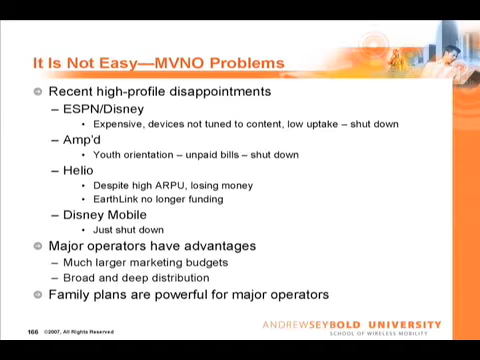 It Is Not Easy—MVNO Problems
Recent high-profile disappointments
– ESPN/Disney
• Expensive, devices not tuned to content, low uptake – shut down
– Amp'd
• Youth orientation – unpaid bills – shut down
– Helio
• Despite high ARPU, losing money
• EarthLink no longer funding
– Disney Mobile
• Just shut down
Major operators have advantages
– Much larger marketing budgets
– Broad and deep distribution
Family plans are powerful for major operators
166 ©2007, All Rights Reserved
ANDREWSEYBOLD UNIVERSITY
SCHOOL OF WIRELESS MOBILITY